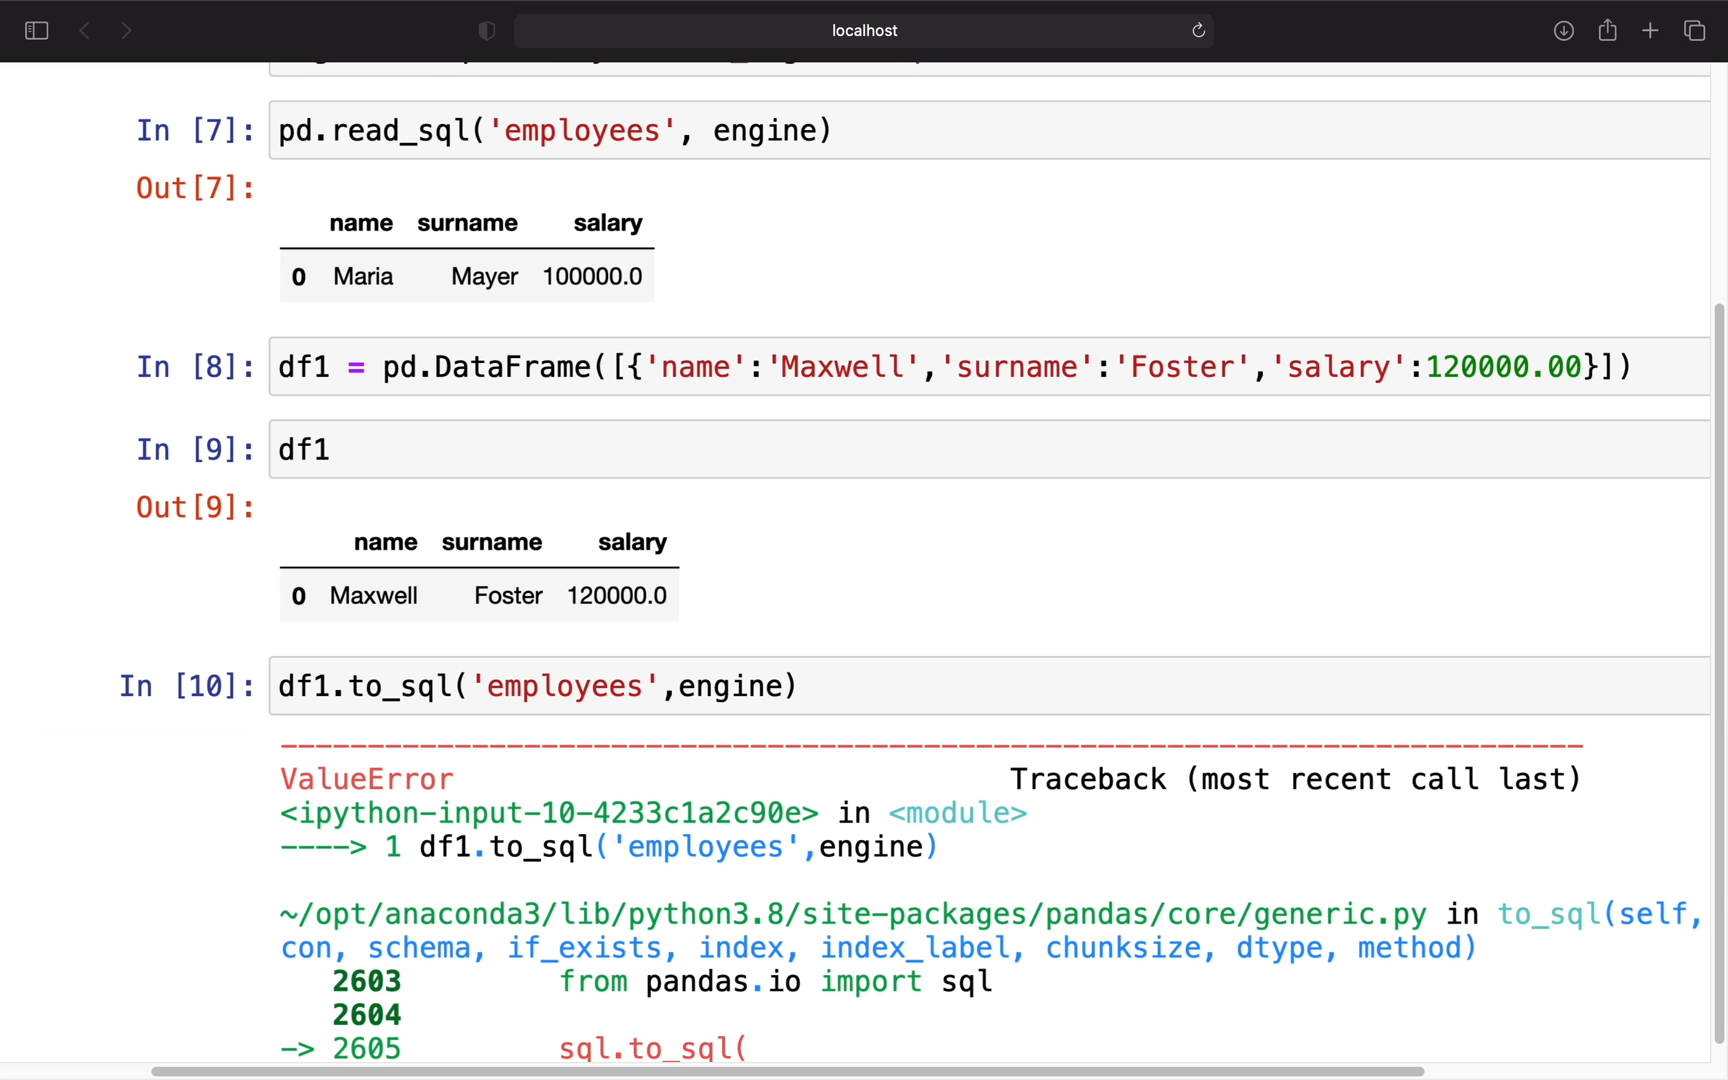 localhost
In [7]: pd.read_sql('employees', engine)
Out[7]:
name surname salary
0 Maria Mayer 100000.0
In [8]: df1 = pd.DataFrame([{'name':'Maxwell','surname':'Foster','salary':120000.00}])
In [9]: df1
Out[9]:
name surname salary
0 Maxwell Foster 120000.0
In [10]: df1.to_sql('employees',engine)
---------------------------------------------------------------------------
ValueError Traceback (most recent call last)
<ipython-input-10-4233c1a2c90e> in <module>
----> 1 df1.to_sql('employees',engine)
~/opt/anaconda3/lib/python3.8/site-packages/pandas/core/generic.py in to_sql(self,
con, schema, if_exists, index, index_label, chunksize, dtype, method)
2603 from pandas.io import sql
2604
-> 2605 sql.to_sql(